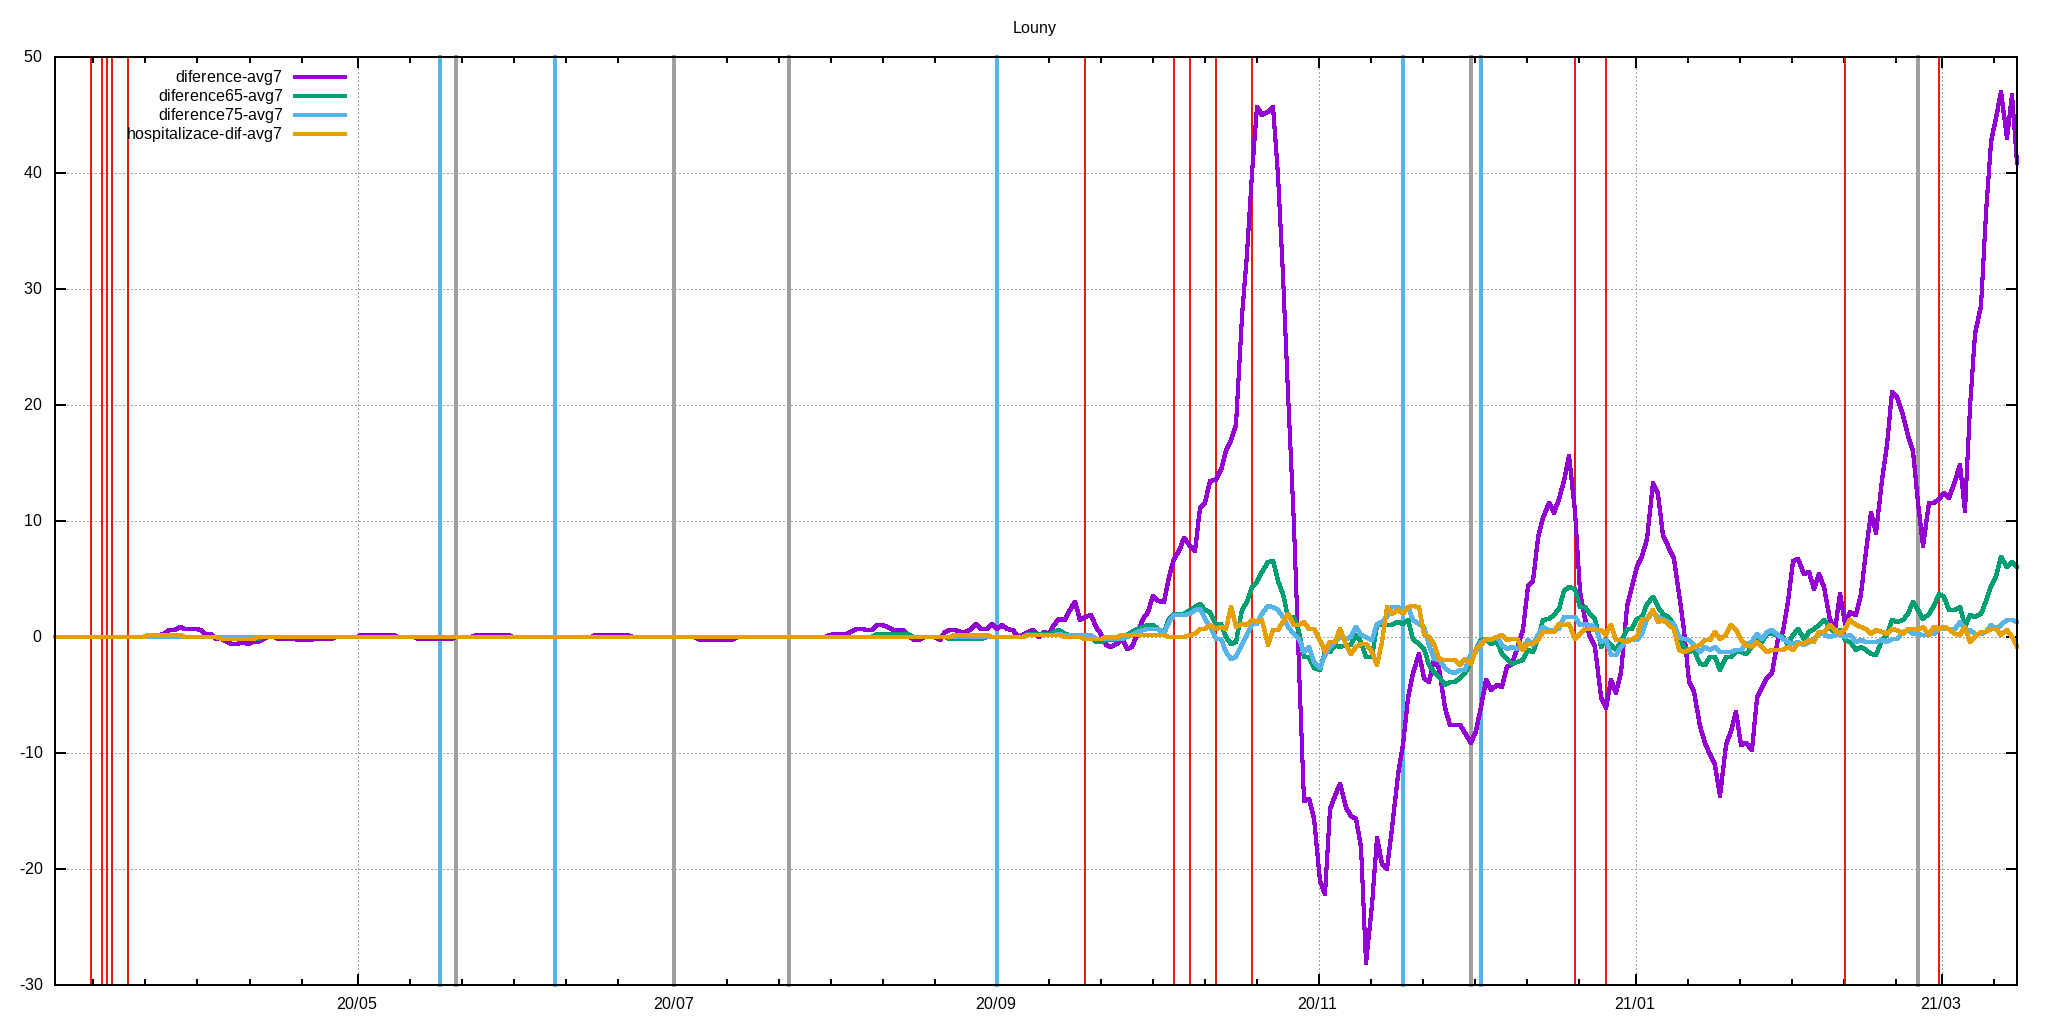 Louny
50
diference-avg7
diference65-avg7
diference75-avg7
hospitalizace-dif-avg7
40
30
20
10
0
-10
-20
-30
20/05 20/07 20/09 20/11 21/01 21/03